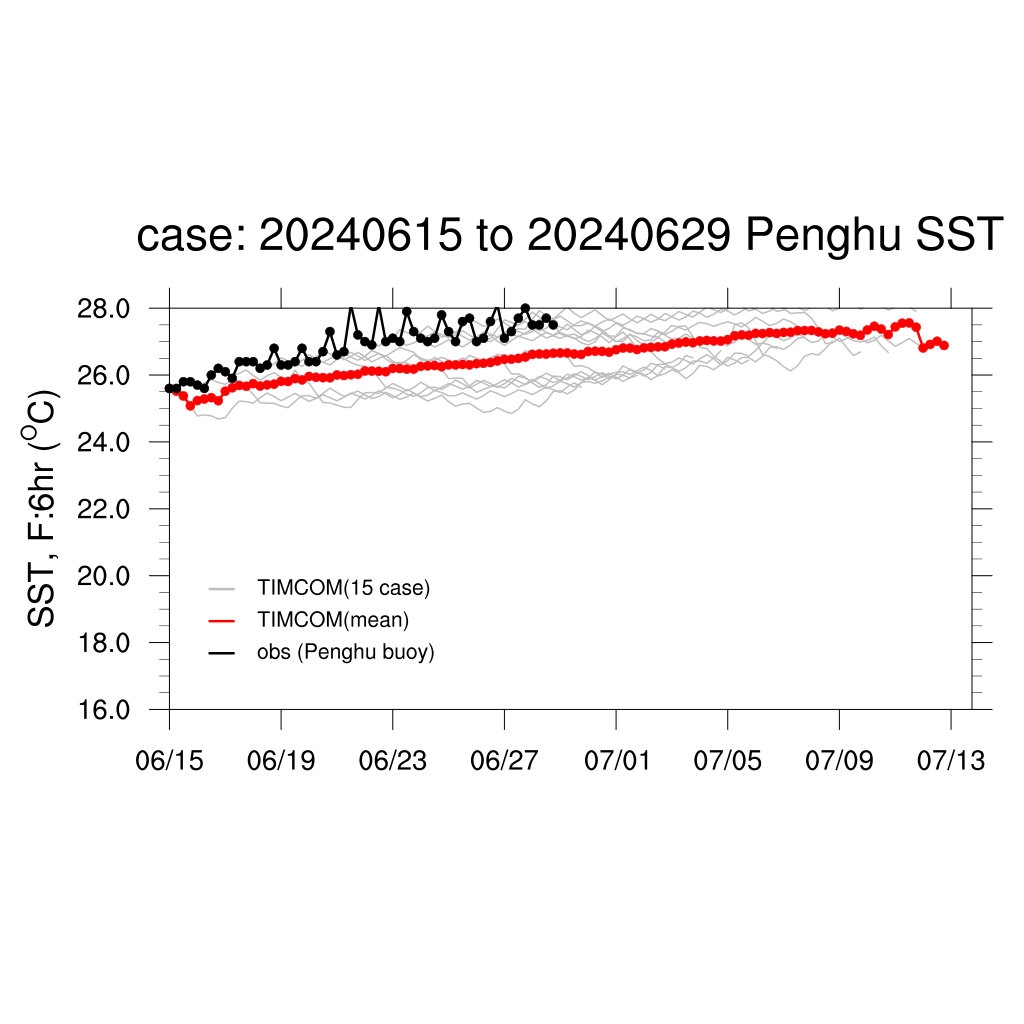 case: 20240615 to 20240629 Penghu SST
SST, F:6hr (°C)
28.0
26.0
24.0
22.0
20.0
18.0
16.0
TIMCOM(15 case)
TIMCOM(mean)
obs (Penghu buoy)
06/15 06/19 06/23 06/27 07/01 07/05 07/09 07/13